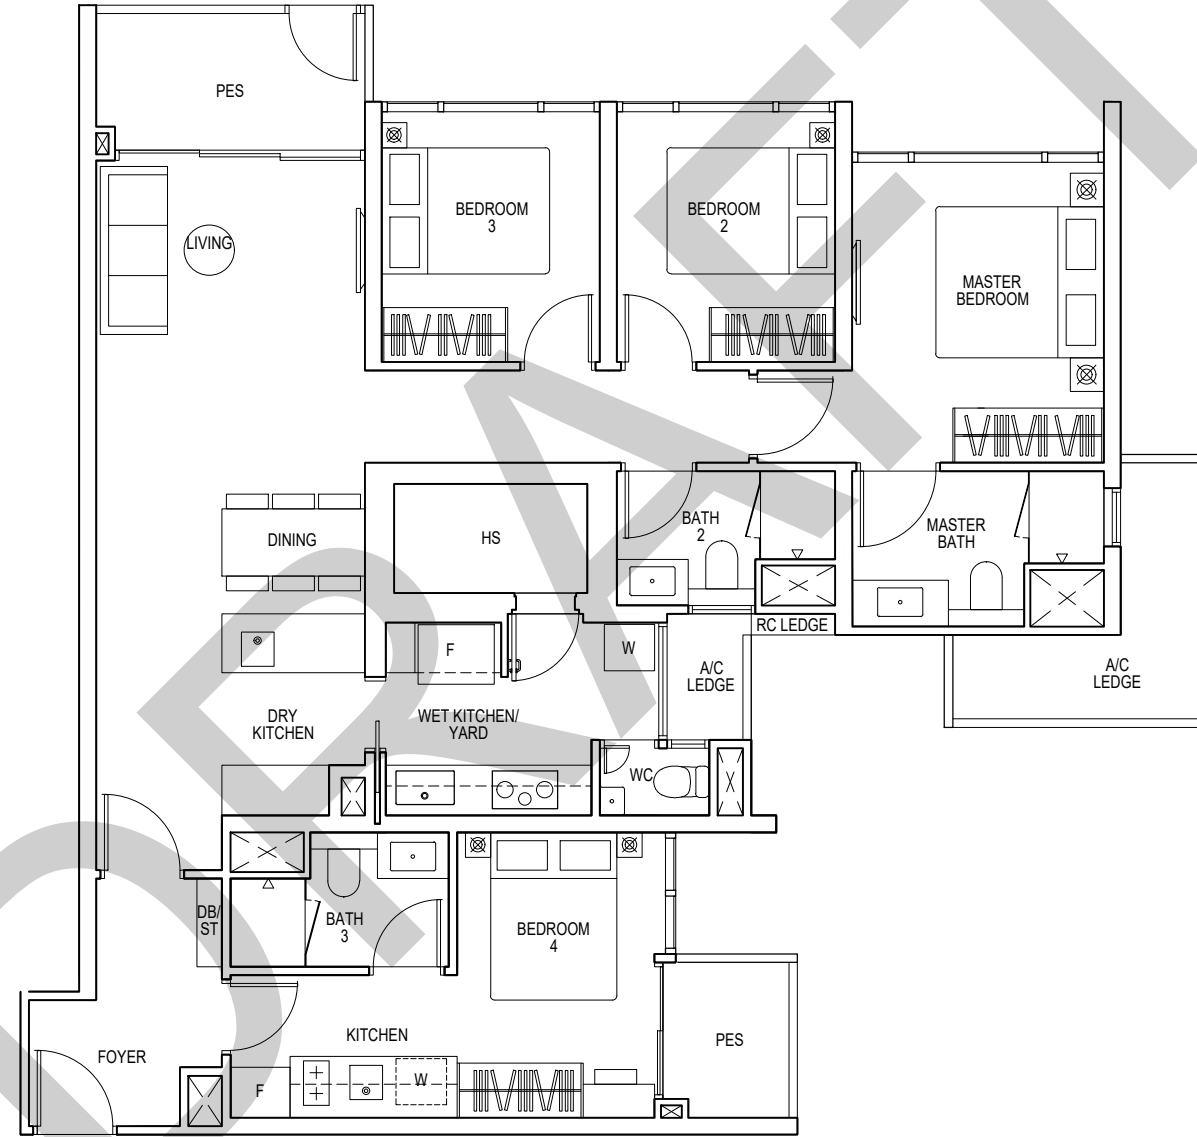 PES
BEDROOM
3
BEDROOM
2
LIVING
MASTER
BEDROOM
DINING
HS
BATH
2
MASTER
BATH
RC LEDGE
F
W
A/C
LEDGE
A/C
LEDGE
DRY
KITCHEN
WET KITCHEN/
YARD
WC
DB/
ST
BATH
3
BEDROOM
4
KITCHEN
PES
FOYER
F
W
DRAFT